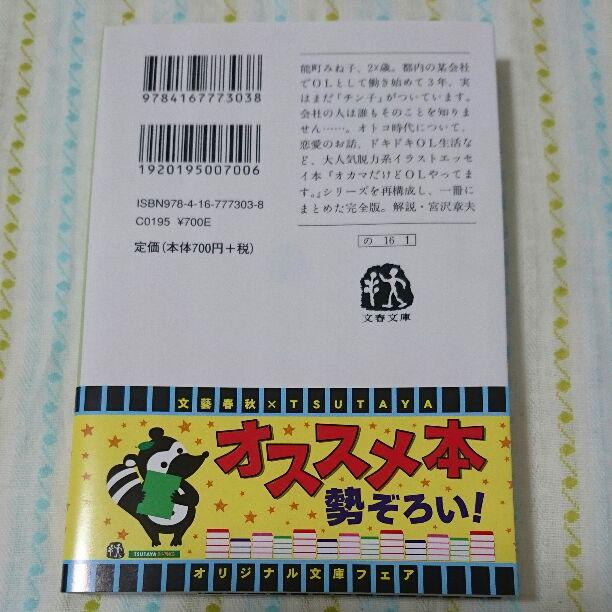 9784167773038
1920195007006
ISBN978-4-16-777303-8
C0195 ¥700E
定価(本体700円+税)
能町みね子、2×歳。都内の某会社
でOLとして働き始めて3年、実
はまだ「チン子」がついています。
会社の人は誰もそのことを知りま
せん……。オトコ時代について、
恋愛のお話、ドキドキOL生活な
ど、大人気脱力系イラストエッセ
イ本『オカマだけどOLやってま
す。』シリーズを再構成し、一冊に
まとめた完全版。解説・宮沢章夫
の 16 1
文春文庫
文藝春秋×TSUTAYA
オススメ本
勢ぞろい!
TSUTAYA
オリジナル文庫フェア